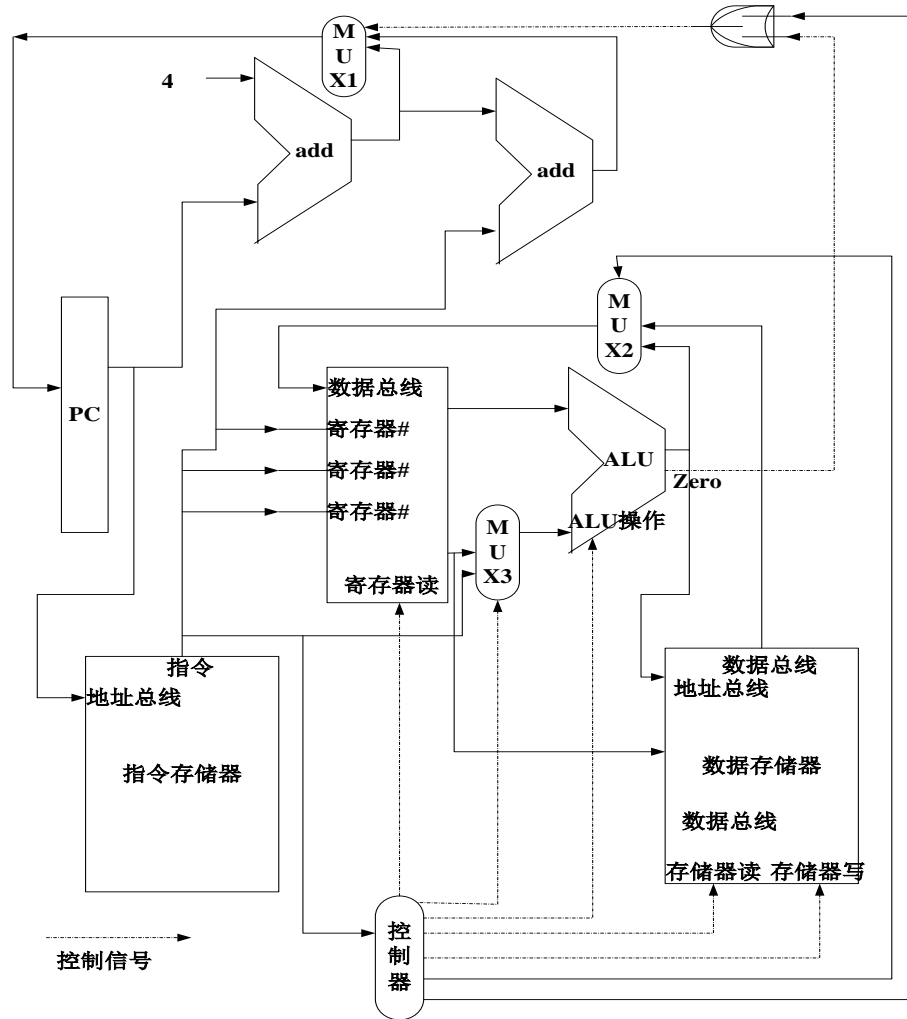 M
U
X1
4
add
add
M
U
X2
PC
数据总线
寄存器#
寄存器#
寄存器#
寄存器读
ALU
Zero
ALU操作
M
U
X3
指令
地址总线
指令存储器
数据总线
地址总线
数据存储器
数据总线
存储器读 存储器写
控制信号
控
制
器